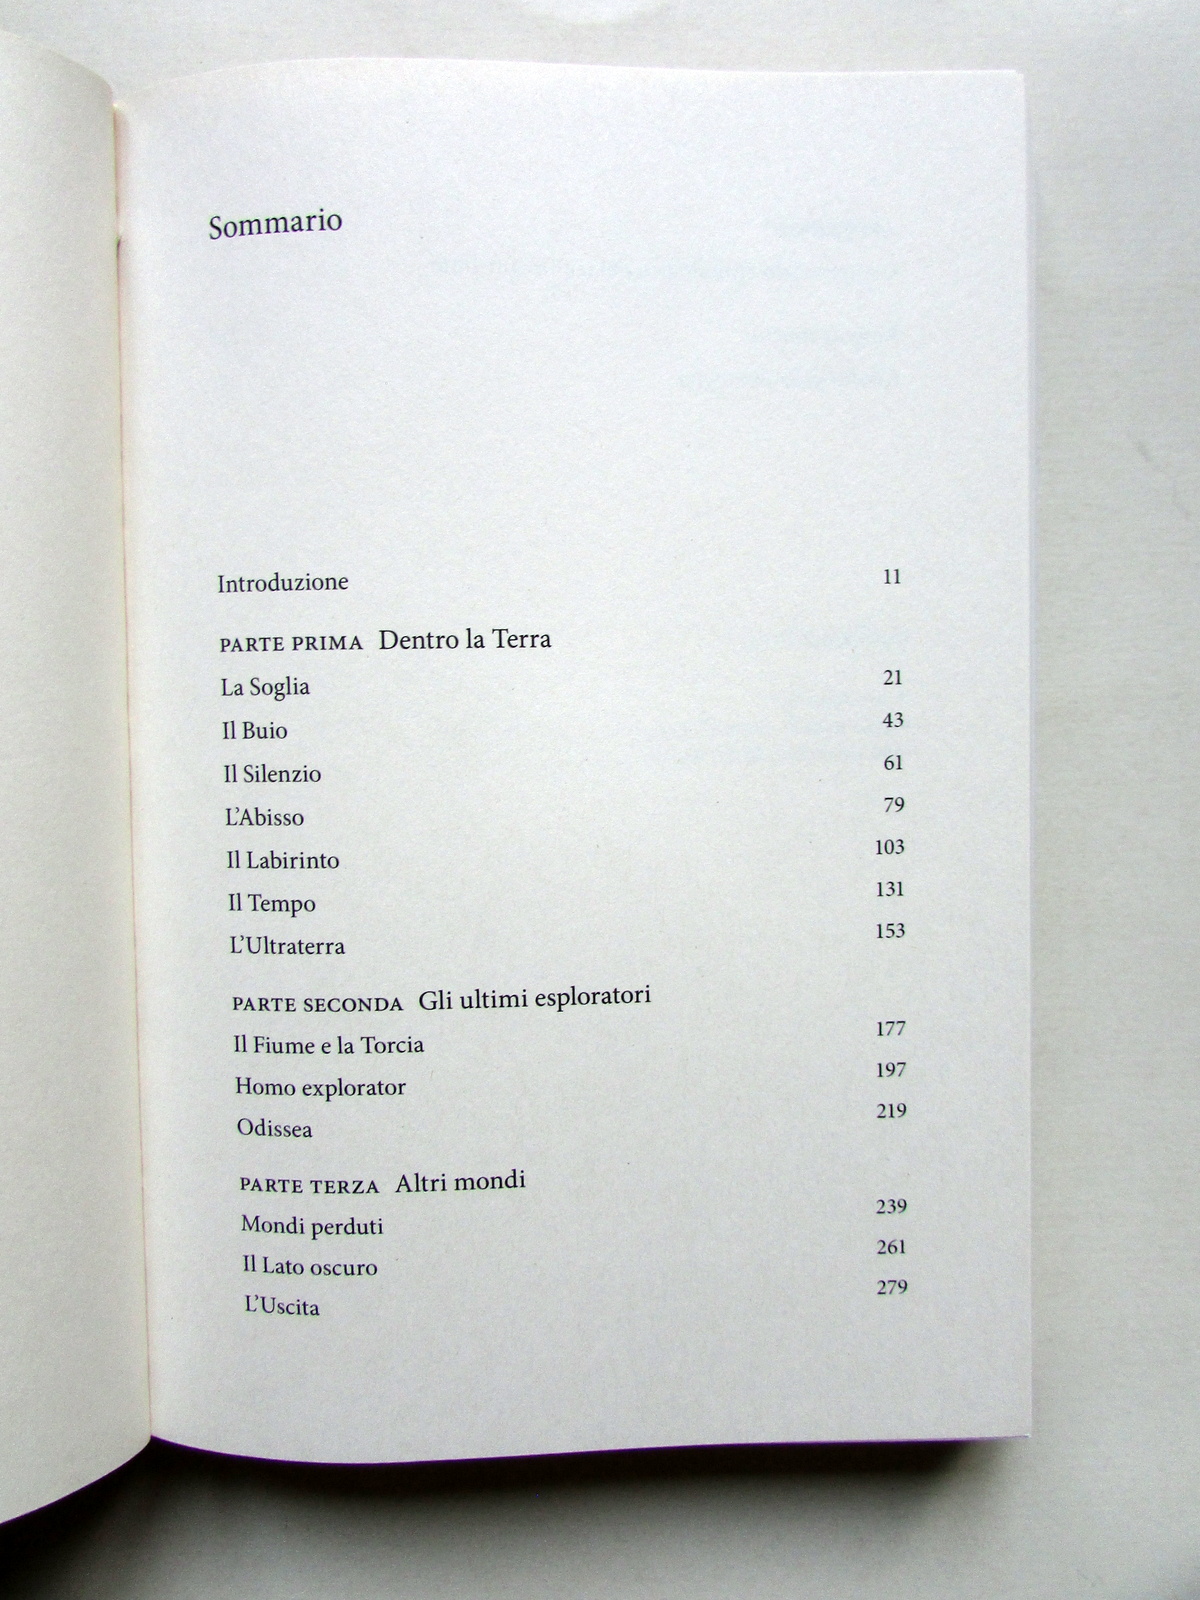 Sommario
Introduzione 11
PARTE PRIMA Dentro la Terra
La Soglia 21
Il Buio 43
Il Silenzio 61
L'Abisso 79
Il Labirinto 103
Il Tempo 131
L'Ultraterra 153
PARTE SECONDA Gli ultimi esploratori
Il Fiume e la Torcia 177
Homo explorator 197
Odissea 219
PARTE TERZA Altri mondi
Mondi perduti 239
Il Lato oscuro 261
L'Uscita 279